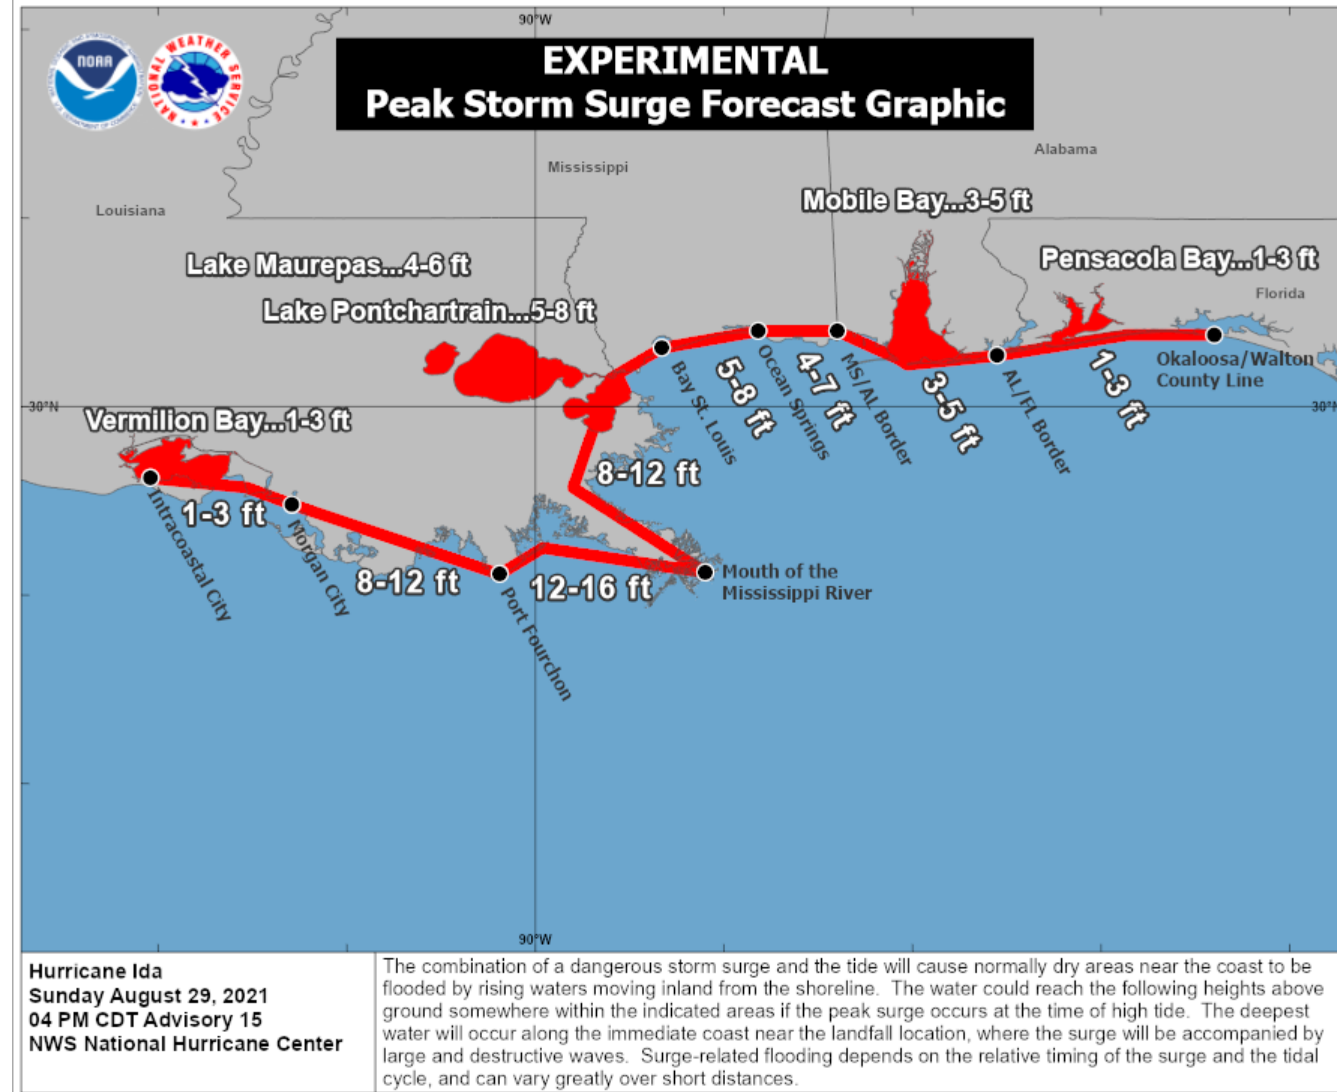 90°W
EXPERIMENTAL
Peak Storm Surge Forecast Graphic
NOAA
NATIONAL WEATHER SERVICE
Alabama
Mississippi
Louisiana
Mobile Bay...3-5 ft
Lake Maurepas...4-6 ft
Pensacola Bay...1-3 ft
Florida
Lake Pontchartrain...5-8 ft
Okaloosa/Walton
County Line
Bay St. Louis
5-8 ft
Ocean Springs
4-7 ft
MS/AL Border
3-5 ft
AL/FL Border
1-3 ft
30°N
30°N
Vermilion Bay...1-3 ft
8-12 ft
Intracoastal City
1-3 ft
Morgan City
8-12 ft
Port Fourchon
12-16 ft
Mouth of the
Mississippi River
90°W
Hurricane Ida
Sunday August 29, 2021
04 PM CDT Advisory 15
NWS National Hurricane Center
The combination of a dangerous storm surge and the tide will cause normally dry areas near the coast to be
flooded by rising waters moving inland from the shoreline. The water could reach the following heights above
ground somewhere within the indicated areas if the peak surge occurs at the time of high tide. The deepest
water will occur along the immediate coast near the landfall location, where the surge will be accompanied by
large and destructive waves. Surge-related flooding depends on the relative timing of the surge and the tidal
cycle, and can vary greatly over short distances.